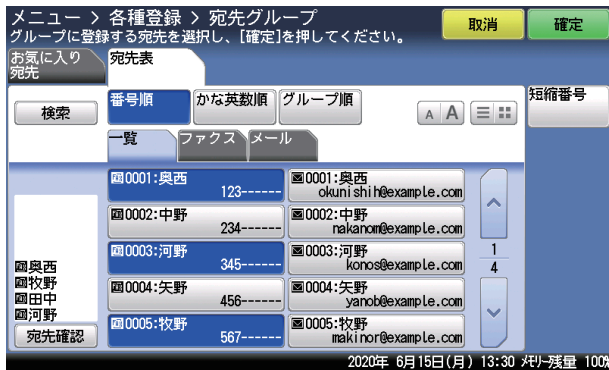 メニュー > 各種登録 > 宛先グループ
グループに登録する宛先を選択し、[確定]を押してください。
取消
確定
お気に入り
宛先
宛先表
検索
番号順
かな英数順
グループ順
A A
短縮番号
一覧
ファクス
メール
0001:奥西
123------
0001:奥西
okunishih@example.com
0002:中野
234------
0002:中野
nakanom@example.com
0003:河野
345------
0003:河野
konos@example.com
0004:矢野
456------
0004:矢野
yanob@example.com
0005:牧野
567------
0005:牧野
makinor@example.com
1
4
奥西
牧野
田中
河野
宛先確認
2020年 6月15日(月) 13:30 メモリー残量 100%